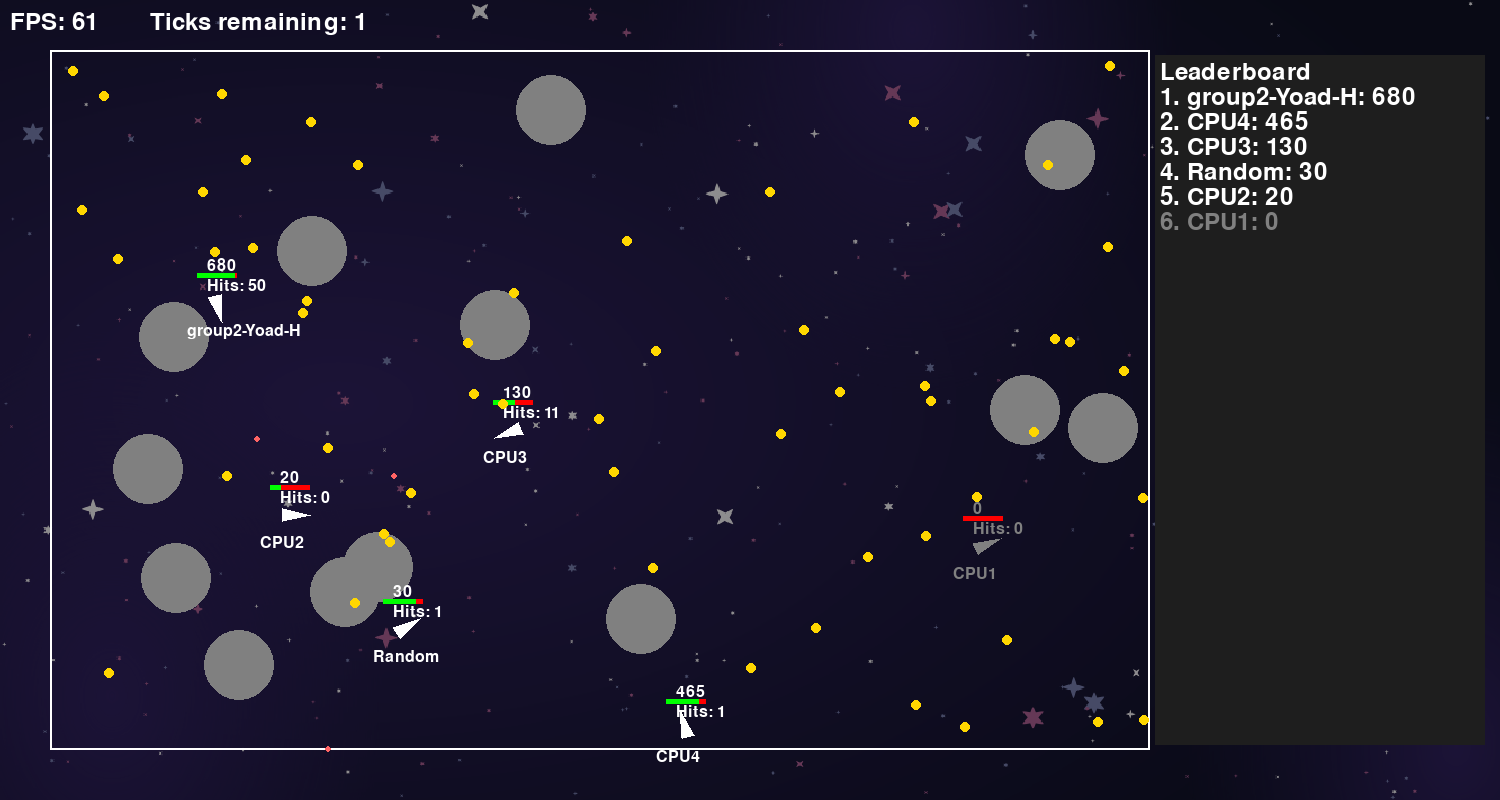 FPS: 61
Ticks remaining: 1
Leaderboard
1. group2-Yoad-H: 680
2. CPU4: 465
3. CPU3: 130
4. Random: 30
5. CPU2: 20
6. CPU1: 0
680
Hits: 50
group2-Yoad-H
130
Hits: 11
CPU3
20
Hits: 0
CPU2
0
Hits: 0
CPU1
30
Hits: 1
Random
465
Hits: 1
CPU4